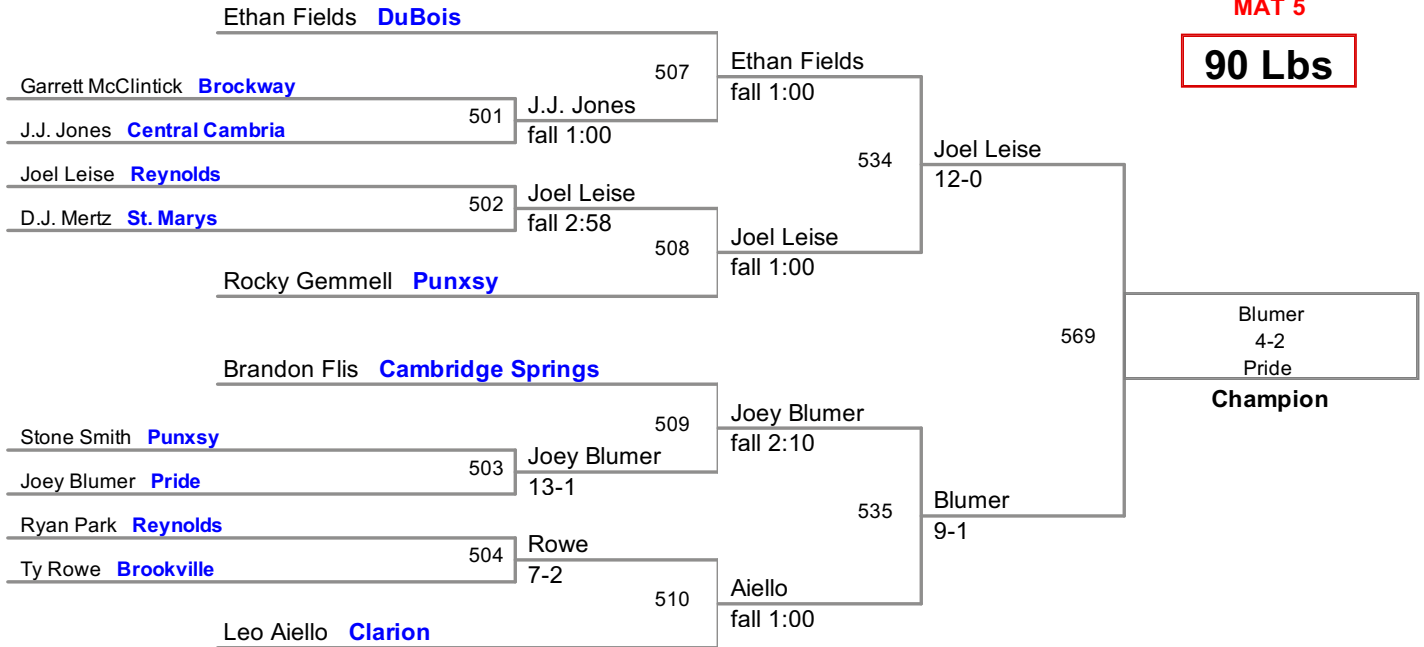 MAT 5
90 Lbs
Ethan Fields DuBois
507
Ethan Fields
fall 1:00
Garrett McClintick Brockway
501
J.J. Jones
fall 1:00
J.J. Jones Central Cambria
534
Joel Leise
12-0
Joel Leise Reynolds
502
Joel Leise
fall 2:58
D.J. Mertz St. Marys
508
Joel Leise
fall 1:00
Rocky Gemmell Punxsy
569
Blumer
4-2
Pride
Champion
Brandon Flis Cambridge Springs
509
Joey Blumer
fall 2:10
Stone Smith Punxsy
503
Joey Blumer
13-1
Joey Blumer Pride
535
Blumer
9-1
Ryan Park Reynolds
504
Rowe
7-2
Ty Rowe Brookville
510
Aiello
fall 1:00
Leo Aiello Clarion